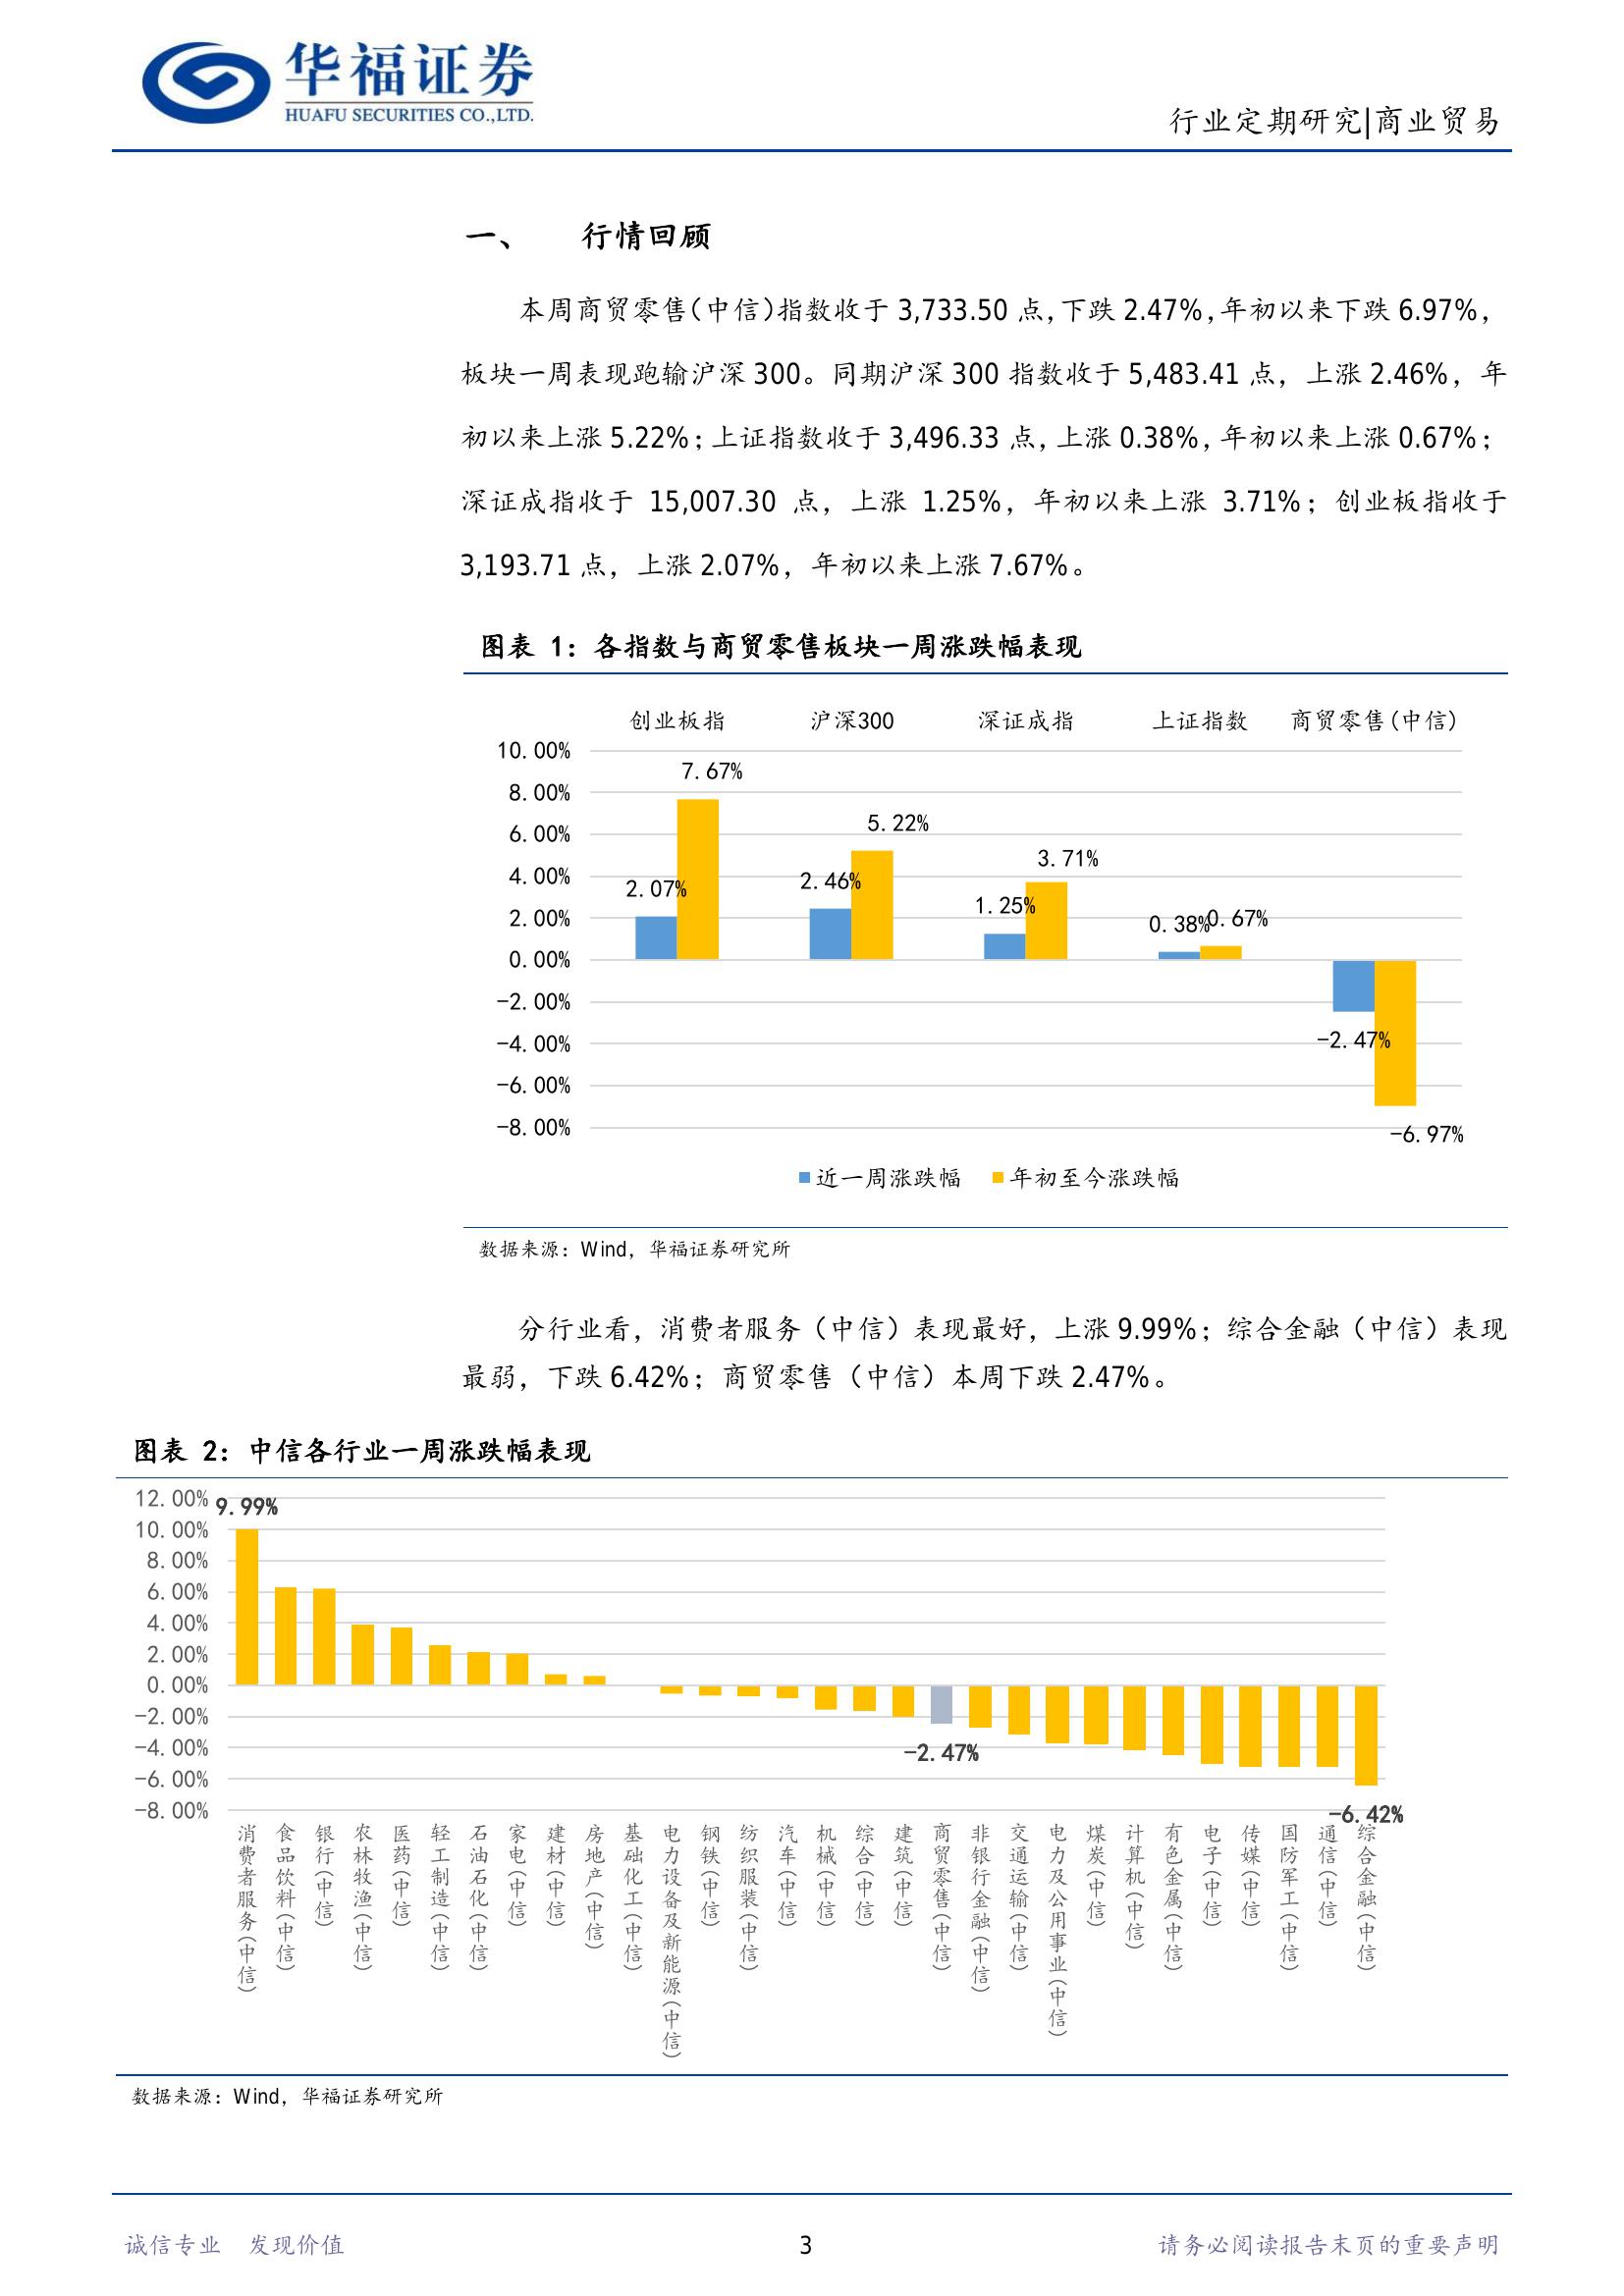 华福证券
HUAFU SECURITIES CO.,LTD.
行业定期研究|商业贸易
一、 行情回顾
本周商贸零售(中信)指数收于 3,733.50 点,下跌 2.47%,年初以来下跌 6.97%,
板块一周表现跑输沪深 300。同期沪深 300 指数收于 5,483.41 点，上涨 2.46%，年
初以来上涨 5.22%；上证指数收于 3,496.33 点,上涨 0.38%,年初以来上涨 0.67%；
深证成指收于 15,007.30 点，上涨 1.25%，年初以来上涨 3.71%；创业板指收于
3,193.71 点，上涨 2.07%，年初以来上涨 7.67%。
图表 1：各指数与商贸零售板块一周涨跌幅表现
创业板指 沪深300 深证成指 上证指数 商贸零售(中信)
10.00%
8.00%
6.00%
4.00%
2.00%
0.00%
-2.00%
-4.00%
-6.00%
-8.00%
2.07%
7.67%
2.46%
5.22%
1.25%
3.71%
0.38%
0.67%
-2.47%
-6.97%
近一周涨跌幅 年初至今涨跌幅
数据来源：Wind，华福证券研究所
分行业看，消费者服务（中信）表现最好，上涨 9.99%；综合金融（中信）表现
最弱，下跌 6.42%；商贸零售（中信）本周下跌 2.47%。
图表 2：中信各行业一周涨跌幅表现
12.00%
10.00%
8.00%
6.00%
4.00%
2.00%
0.00%
-2.00%
-4.00%
-6.00%
-8.00%
9.99%
-2.47%
-6.42%
消费者服务(中信)
食品饮料(中信)
银行(中信)
农林牧渔(中信)
医药(中信)
轻工制造(中信)
石油石化(中信)
家电(中信)
建材(中信)
房地产(中信)
基础化工(中信)
电力设备及新能源(中信)
钢铁(中信)
纺织服装(中信)
汽车(中信)
机械(中信)
综合(中信)
建筑(中信)
商贸零售(中信)
非银行金融(中信)
交通运输(中信)
电力及公用事业(中信)
煤炭(中信)
计算机(中信)
有色金属(中信)
电子(中信)
传媒(中信)
国防军工(中信)
通信(中信)
综合金融(中信)
数据来源：Wind，华福证券研究所
诚信专业 发现价值
3
请务必阅读报告末页的重要声明